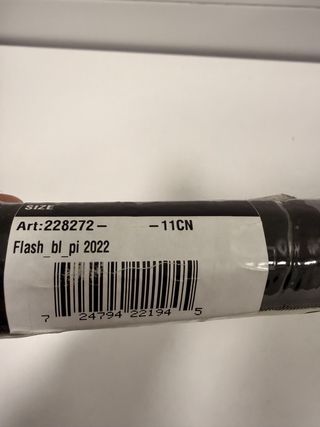 SIZE
Art:228272- -11CN
Flash_bl_pi 2022
7 24794 22194 5